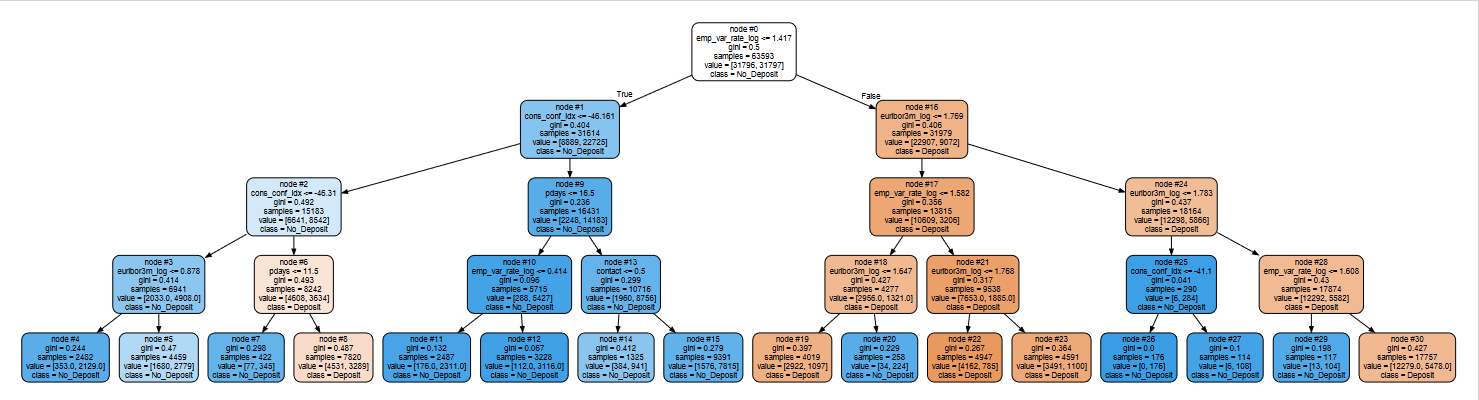 node #0
emp_var_rate_log <= 1.417
gini = 0.5
samples = 63593
value = [31796, 31797]
class = No_Deposit
True
False
node #1
cons_conf_idx <= -46.161
gini = 0.404
samples = 31614
value = [8889, 22725]
class = No_Deposit
node #16
euribor3m_log <= 1.769
gini = 0.406
samples = 31979
value = [22907, 9072]
class = Deposit
node #2
cons_conf_idx <= -46.31
gini = 0.492
samples = 15183
value = [6641, 8542]
class = No_Deposit
node #9
pdays <= 16.5
gini = 0.236
samples = 16431
value = [2248, 14183]
class = No_Deposit
node #17
emp_var_rate_log <= 1.582
gini = 0.356
samples = 13815
value = [10609, 3206]
class = Deposit
node #24
euribor3m_log <= 1.783
gini = 0.437
samples = 18164
value = [12298, 5866]
class = Deposit
node #3
euribor3m_log <= 0.878
gini = 0.414
samples = 6941
value = [2033.0, 4908.0]
class = No_Deposit
node #6
pdays <= 11.5
gini = 0.493
samples = 8242
value = [4608, 3634]
class = Deposit
node #10
emp_var_rate_log <= 0.414
gini = 0.096
samples = 5715
value = [288, 5427]
class = No_Deposit
node #13
contact <= 0.5
gini = 0.299
samples = 10716
value = [1960, 8756]
class = No_Deposit
node #18
euribor3m_log <= 1.647
gini = 0.427
samples = 4277
value = [2956.0, 1321.0]
class = Deposit
node #21
euribor3m_log <= 1.768
gini = 0.317
samples = 9538
value = [7653.0, 1885.0]
class = Deposit
node #25
cons_conf_idx <= -41.1
gini = 0.041
samples = 290
value = [6, 284]
class = No_Deposit
node #28
emp_var_rate_log <= 1.608
gini = 0.43
samples = 17874
value = [12292, 5582]
class = Deposit
node #4
gini = 0.244
samples = 2482
value = [353.0, 2129.0]
class = No_Deposit
node #5
gini = 0.47
samples = 4459
value = [1680, 2779]
class = No_Deposit
node #7
gini = 0.298
samples = 422
value = [77, 345]
class = No_Deposit
node #8
gini = 0.487
samples = 7820
value = [4531, 3289]
class = Deposit
node #11
gini = 0.132
samples = 2487
value = [176.0, 2311.0]
class = No_Deposit
node #12
gini = 0.067
samples = 3228
value = [112.0, 3116.0]
class = No_Deposit
node #14
gini = 0.412
samples = 1325
value = [384, 941]
class = No_Deposit
node #15
gini = 0.279
samples = 9391
value = [1576, 7815]
class = No_Deposit
node #19
gini = 0.397
samples = 4019
value = [2922, 1097]
class = Deposit
node #20
gini = 0.229
samples = 258
value = [34, 224]
class = No_Deposit
node #22
gini = 0.267
samples = 4947
value = [4162, 785]
class = Deposit
node #23
gini = 0.364
samples = 4591
value = [3491, 1100]
class = Deposit
node #26
gini = 0.0
samples = 176
value = [0, 176]
class = No_Deposit
node #27
gini = 0.1
samples = 114
value = [6, 108]
class = No_Deposit
node #29
gini = 0.198
samples = 117
value = [13, 104]
class = No_Deposit
node #30
gini = 0.427
samples = 17757
value = [12279.0, 5478.0]
class = Deposit